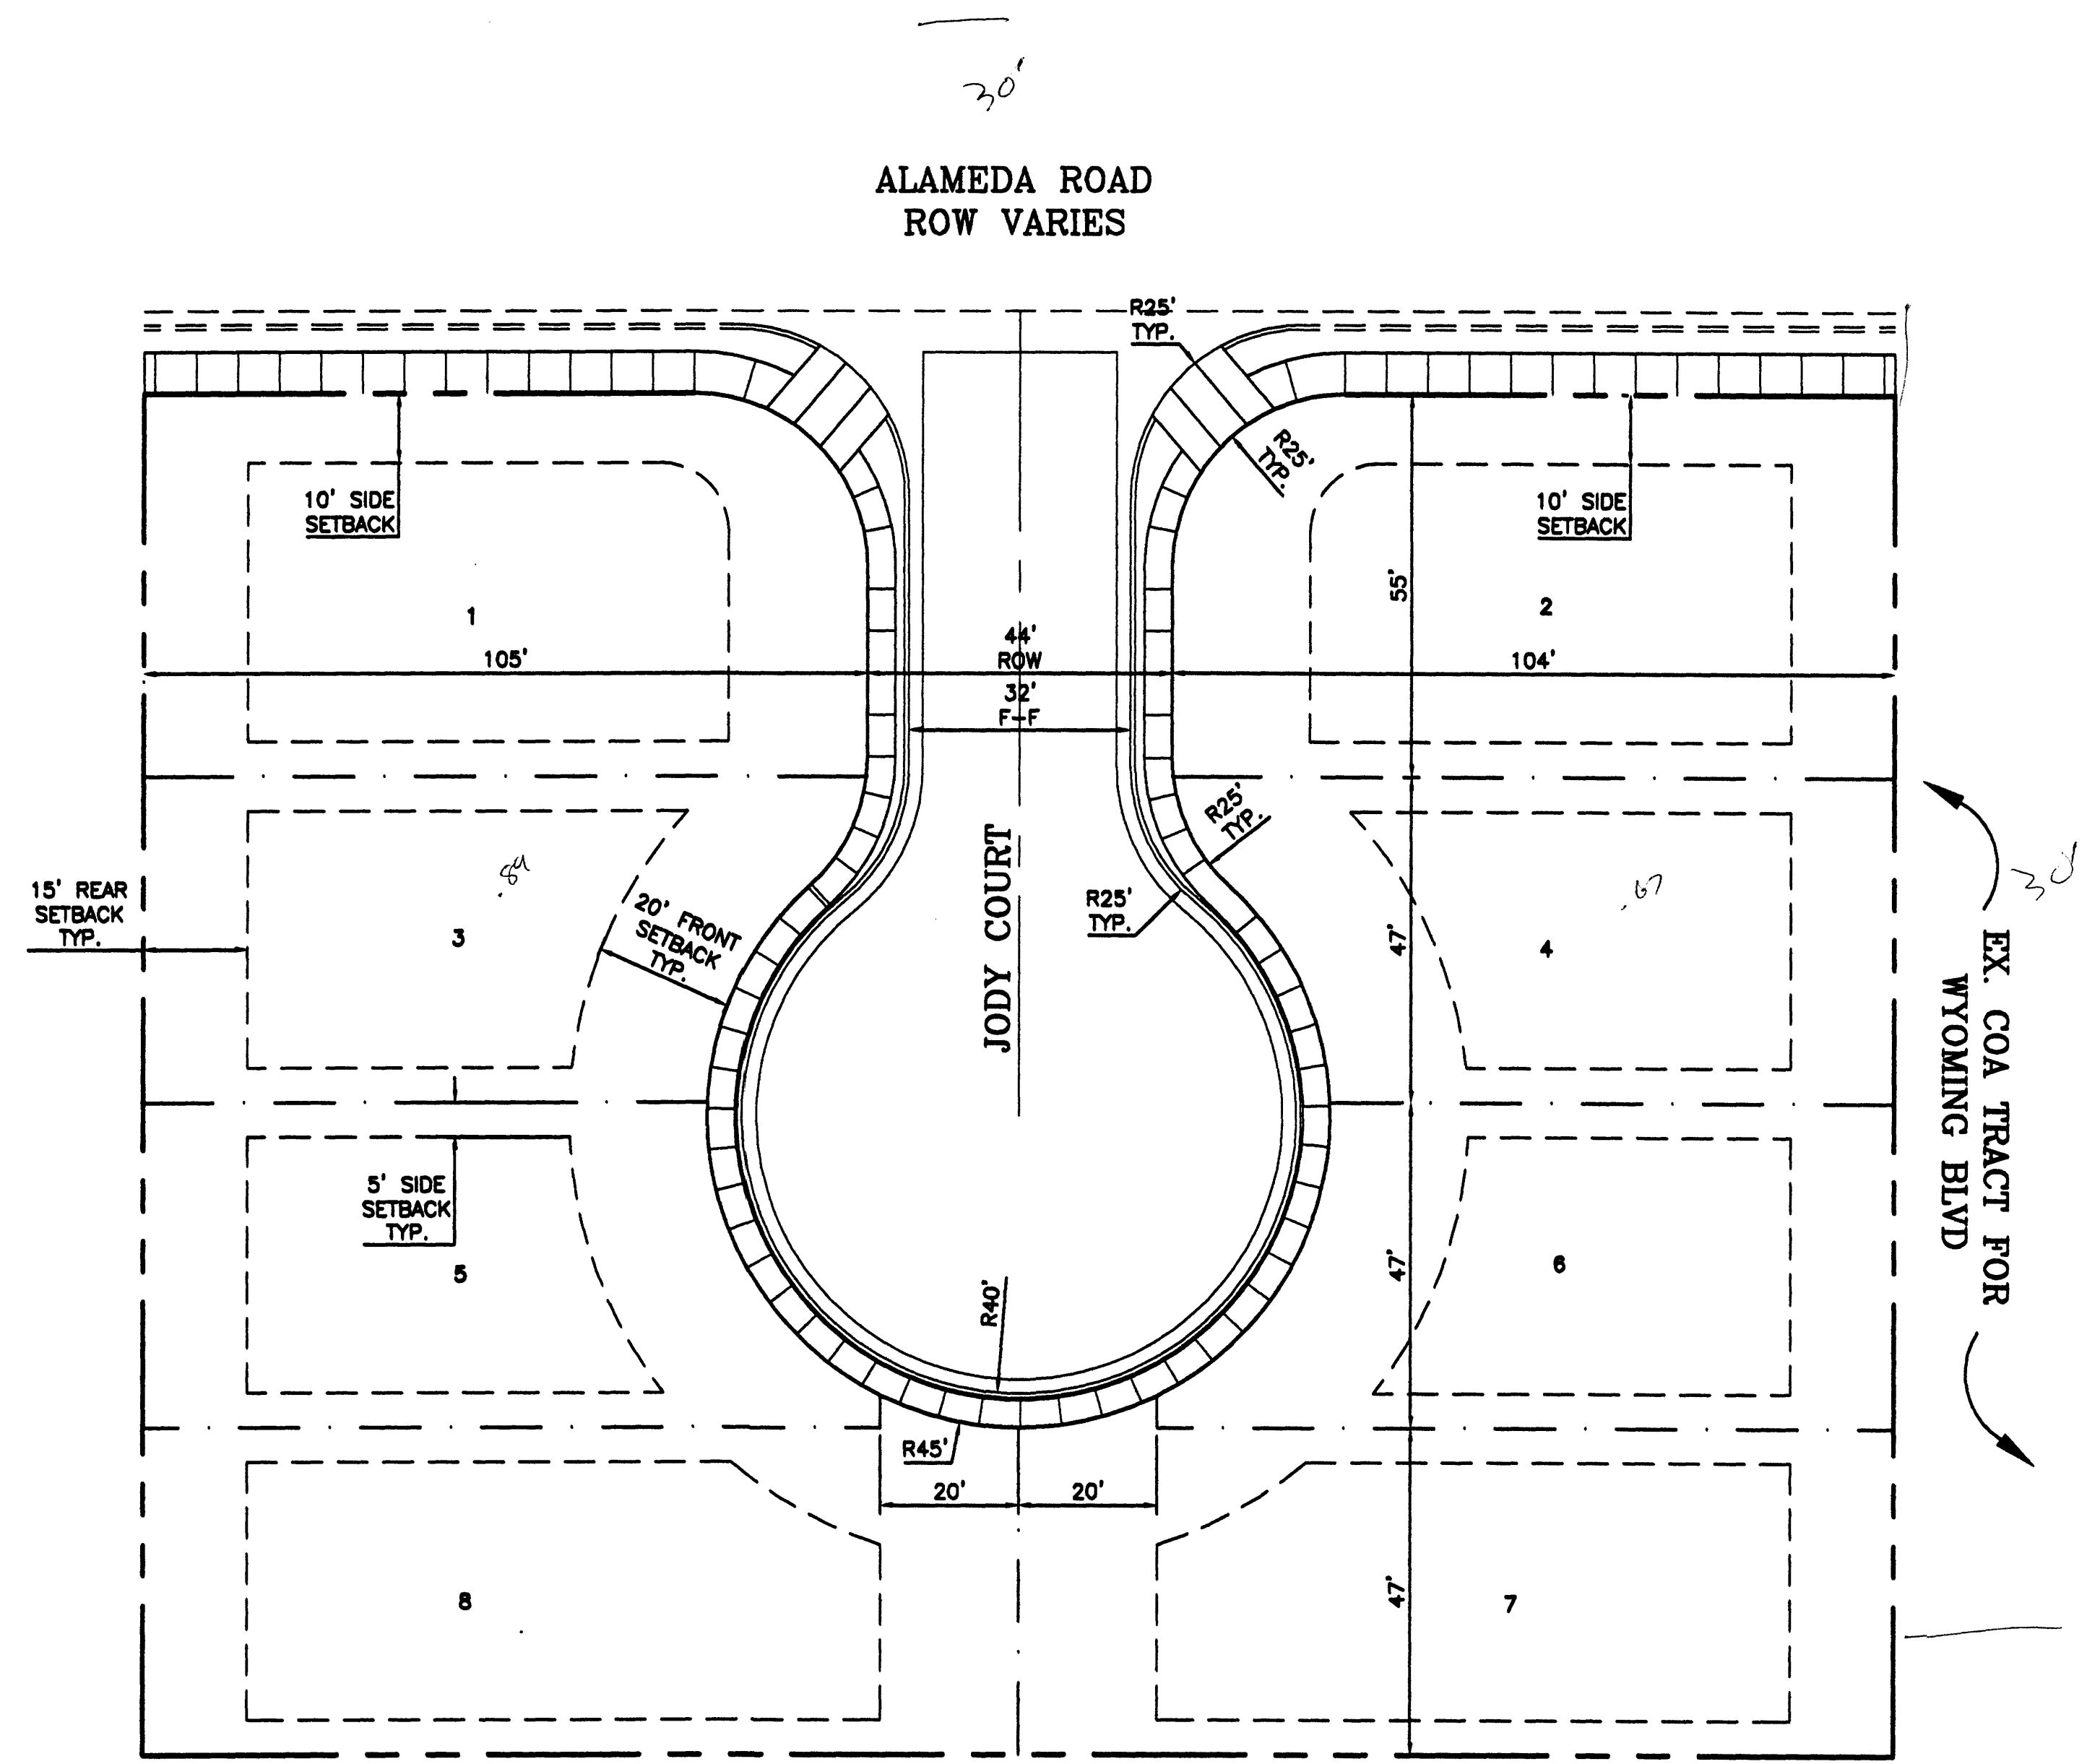 30'
ALAMEDA ROAD
ROW VARIES
R25'
TYP.
R25'
TYP.
10' SIDE
SETBACK
10' SIDE
SETBACK
1
2
55'
105'
44'
ROW
104'
32'
F-F
R25'
TYP.
JODY COURT
R25'
TYP.
15' REAR
SETBACK
TYP.
3
20' FRONT
SETBACK
TYP.
47'
.67
4
30'
EX. COA TRACT FOR
WYOMING BLVD
5' SIDE
SETBACK
TYP.
5
R40'
47'
6
R45'
20'
20'
8
47'
7